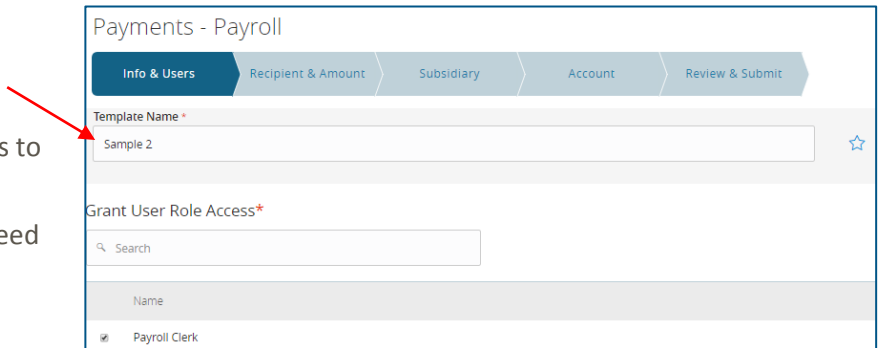 Payments - Payroll
Info & Users Recipient & Amount Subsidiary Account Review & Submit
Template Name *
Sample 2
s to
Grant User Role Access*
eed
Search
Name
Payroll Clerk